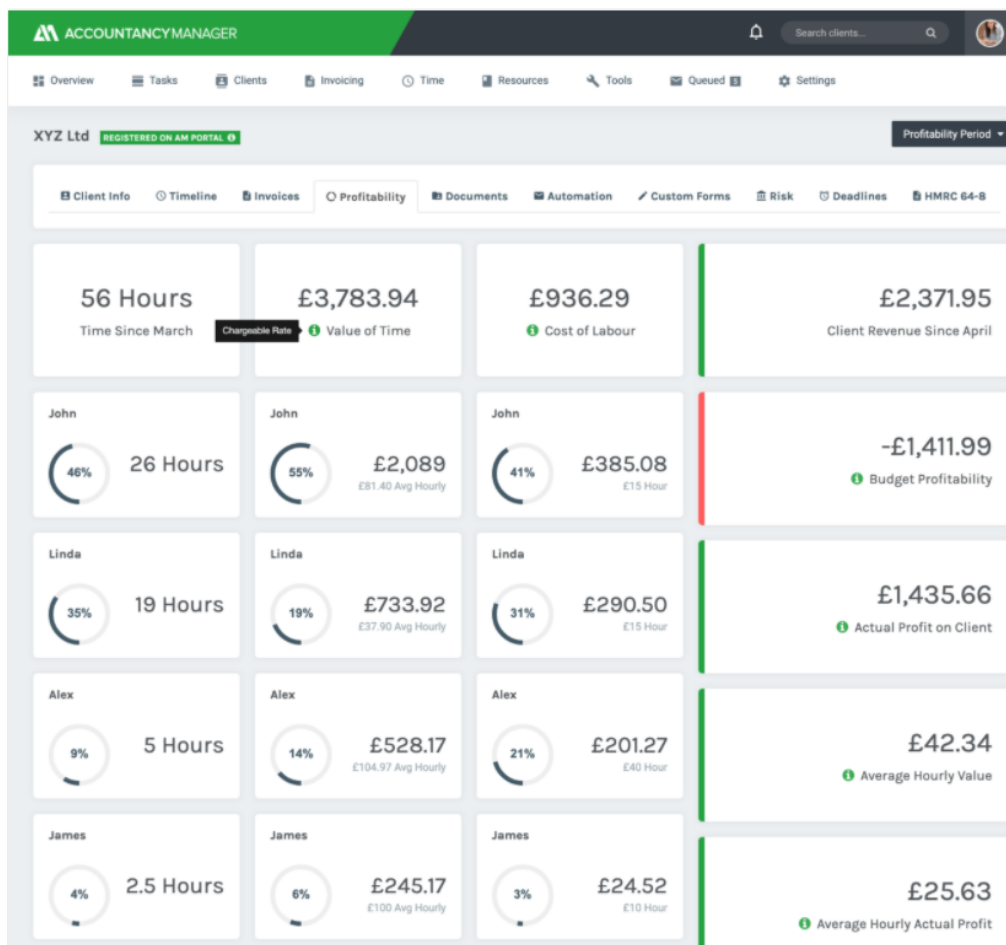 ACCOUNTANCYMANAGER
Search clients...
Overview Tasks Clients Invoicing Time Resources Tools Queued Settings
XYZ Ltd REGISTERED ON AM PORTAL
Profitability Period
Client Info Timeline Invoices Profitability Documents Automation Custom Forms Risk Deadlines HMRC 64-8
56 Hours
Time Since March
£3,783.94
Chargeable Rate
Value of Time
£936.29
Cost of Labour
£2,371.95
Client Revenue Since April
John
46%
26 Hours
John
55%
£2,089
£81.40 Avg Hourly
John
41%
£385.08
£15 Hour
-£1,411.99
Budget Profitability
Linda
35%
19 Hours
Linda
19%
£733.92
£37.90 Avg Hourly
Linda
31%
£290.50
£15 Hour
£1,435.66
Actual Profit on Client
Alex
9%
5 Hours
Alex
14%
£528.17
£104.97 Avg Hourly
Alex
21%
£201.27
£40 Hour
£42.34
Average Hourly Value
James
4%
2.5 Hours
James
6%
£245.17
£100 Avg Hourly
James
3%
£24.52
£10 Hour
£25.63
Average Hourly Actual Profit